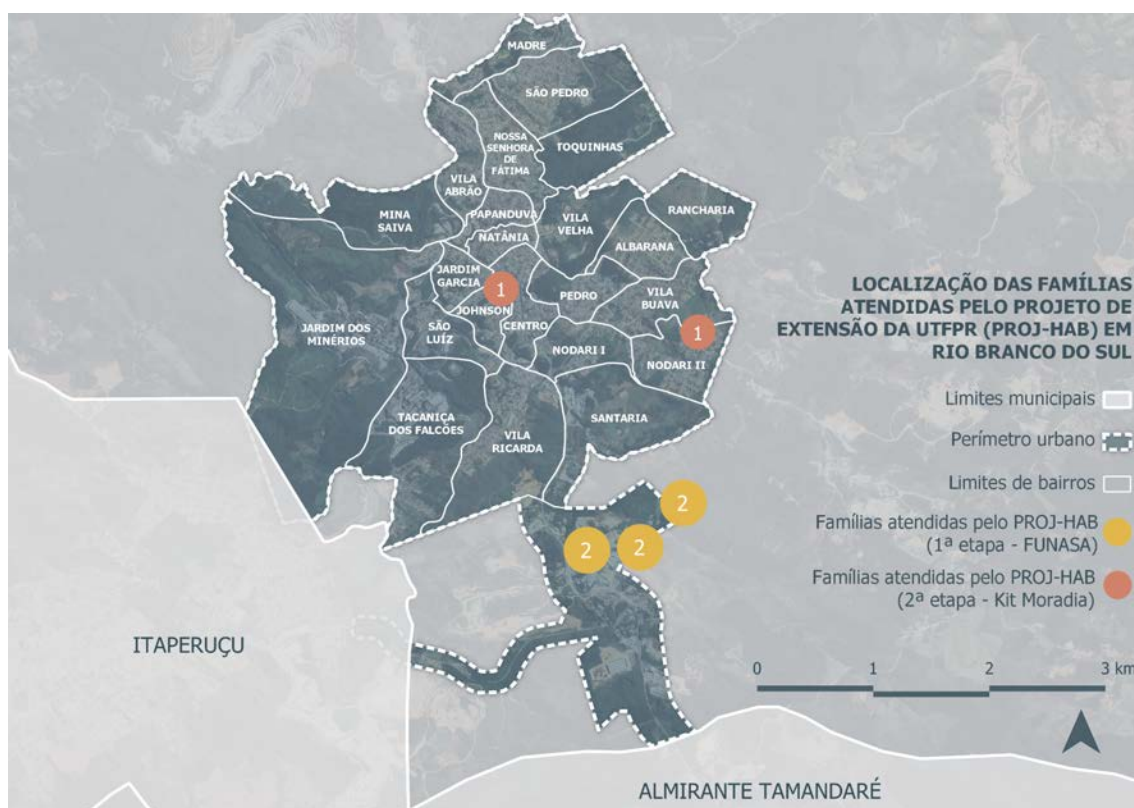 MADRE
SÃO PEDRO
NOSSA
SENHORA
DE
FÁTIMA
TOQUINHAS
VILA
ABRÃO
MINA
SAIVA
PAPANDUVA
VILA
VELHA
RANCHARIA
NATÂNIA
ALBARANA
JARDIM
GARCIA
1
JOHNSON
PEDRO
VILA
BUAVA
JARDIM DOS
MINÉRIOS
SÃO
LUÍZ
CENTRO
1
NODARI I
NODARI II
TACANIÇA
DOS FALCÕES
SANTARIA
VILA
RICARDA
2
2
2
LOCALIZAÇÃO DAS FAMÍLIAS
ATENDIDAS PELO PROJETO DE
EXTENSÃO DA UTFPR (PROJ-HAB) EM
RIO BRANCO DO SUL
Limites municipais
Perímetro urbano
Limites de bairros
Famílias atendidas pelo PROJ-HAB
(1ª etapa - FUNASA)
Famílias atendidas pelo PROJ-HAB
(2ª etapa - Kit Moradia)
ITAPERUÇU
0 1 2 3 km
ALMIRANTE TAMANDARÉ